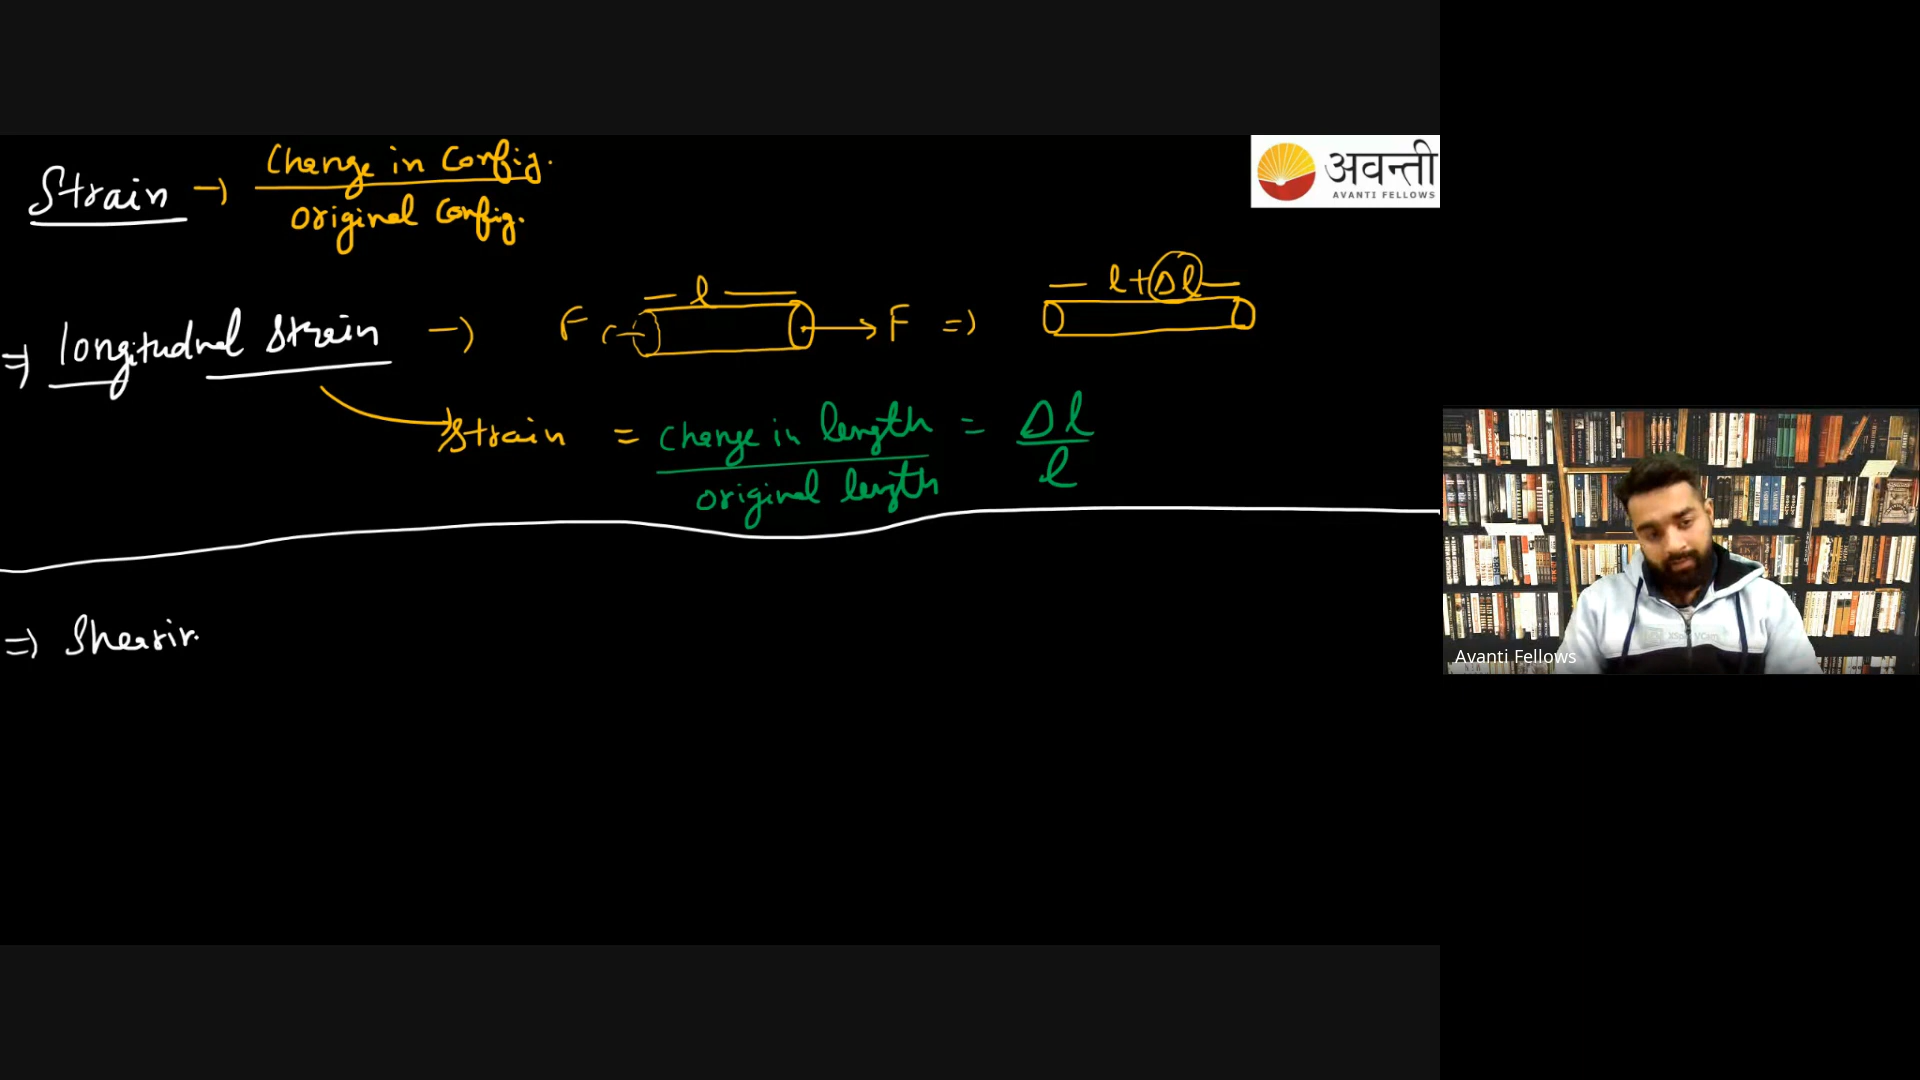 Change in Config.
Strain → original Config.
अवन्ती
AVANTI FELLOWS
l
l+Δl
⇒ longitudnal Strain → F F ⇒
Strain = Change in length = Δl
original length l
⇒ Shearin
Avanti Fellows